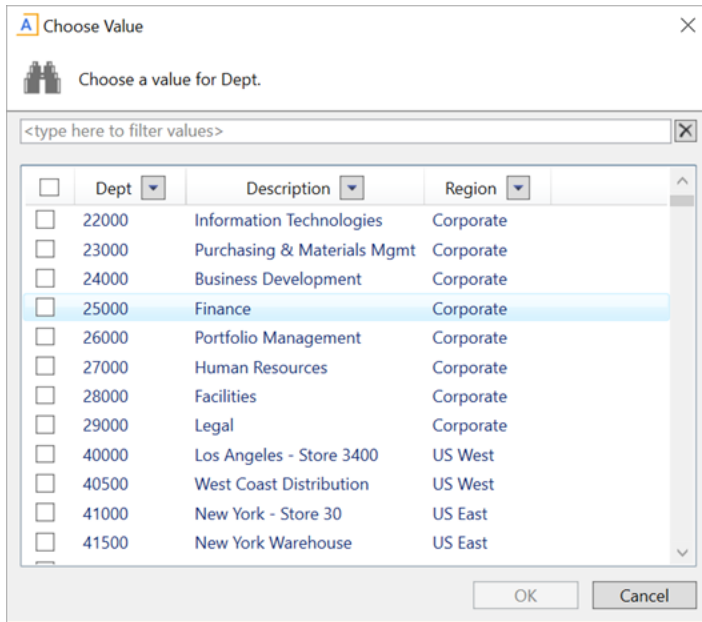 A Choose Value
Choose a value for Dept.
<type here to filter values>
Dept Description Region
22000 Information Technologies Corporate
23000 Purchasing & Materials Mgmt Corporate
24000 Business Development Corporate
25000 Finance Corporate
26000 Portfolio Management Corporate
27000 Human Resources Corporate
28000 Facilities Corporate
29000 Legal Corporate
40000 Los Angeles - Store 3400 US West
40500 West Coast Distribution US West
41000 New York - Store 30 US East
41500 New York Warehouse US East
OK Cancel